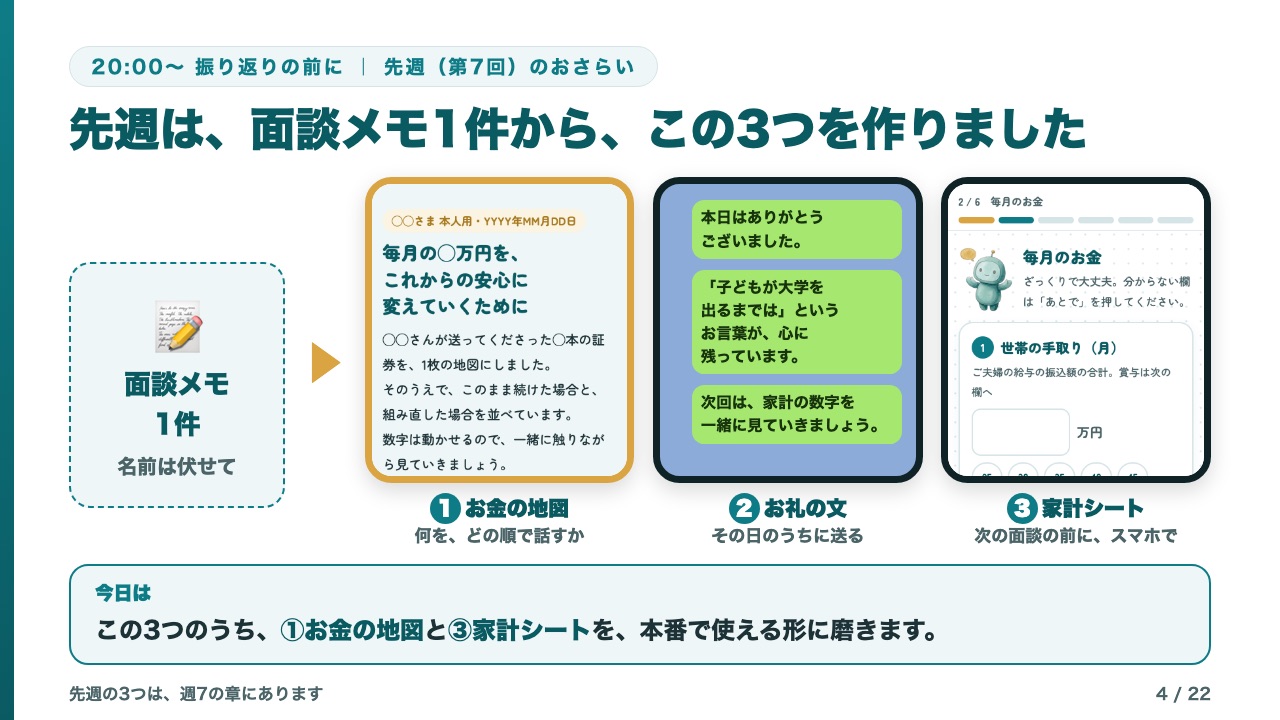 20:00〜 振り返りの前に ｜ 先週（第7回）のおさらい
先週は、面談メモ1件から、この3つを作りました
面談メモ
1件
名前は伏せて
〇〇さま 本人用・YYYY年MM月DD日
毎月の〇万円を、
これからの安心に
変えていくために
〇〇さんが送ってくださった〇本の証
券を、1枚の地図にしました。
そのうえで、このまま続けた場合と、
組み直した場合を並べています。
数字は動かせるので、一緒に触りなが
ら見ていきましょう。
1 お金の地図
何を、どの順で話すか
本日はありがとう
ございました。
「子どもが大学を
出るまでは」という
お言葉が、心に
残っています。
次回は、家計の数字を
一緒に見ていきましょう。
2 お礼の文
その日のうちに送る
2 / 6 毎月のお金
毎月のお金
ざっくりで大丈夫。分からない欄
は「あとで」を押してください。
1 世帯の手取り（月）
ご夫婦の給与の振込額の合計。賞与は次の
欄へ
万円
3 家計シート
次の面談の前に、スマホで
今日は
この3つのうち、①お金の地図と③家計シートを、本番で使える形に磨きます。
先週の3つは、週7の章にあります
4 / 22